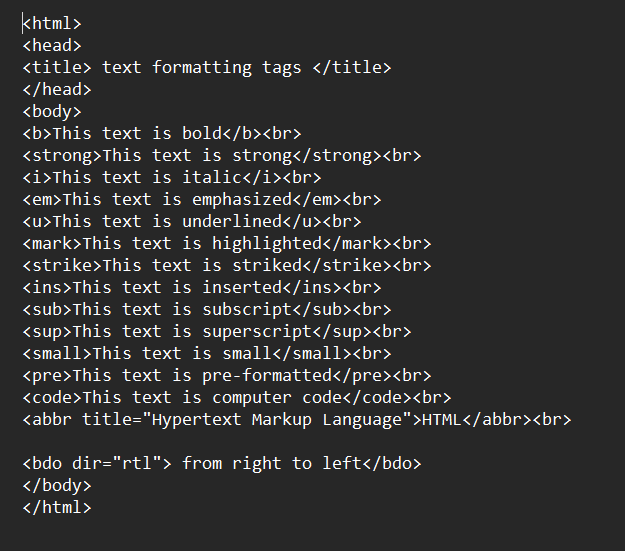 <html>
<head>
<title> text formatting tags </title>
</head>
<body>
<b>This text is bold</b><br>
<strong>This text is strong</strong><br>
<i>This text is italic</i><br>
<em>This text is emphasized</em><br>
<u>This text is underlined</u><br>
<mark>This text is highlighted</mark><br>
<strike>This text is striked</strike><br>
<ins>This text is inserted</ins><br>
<sub>This text is subscript</sub><br>
<sup>This text is superscript</sup><br>
<small>This text is small</small><br>
<pre>This text is pre-formatted</pre><br>
<code>This text is computer code</code><br>
<abbr title="Hypertext Markup Language">HTML</abbr><br>

<bdo dir="rtl"> from right to left</bdo>
</body>
</html>